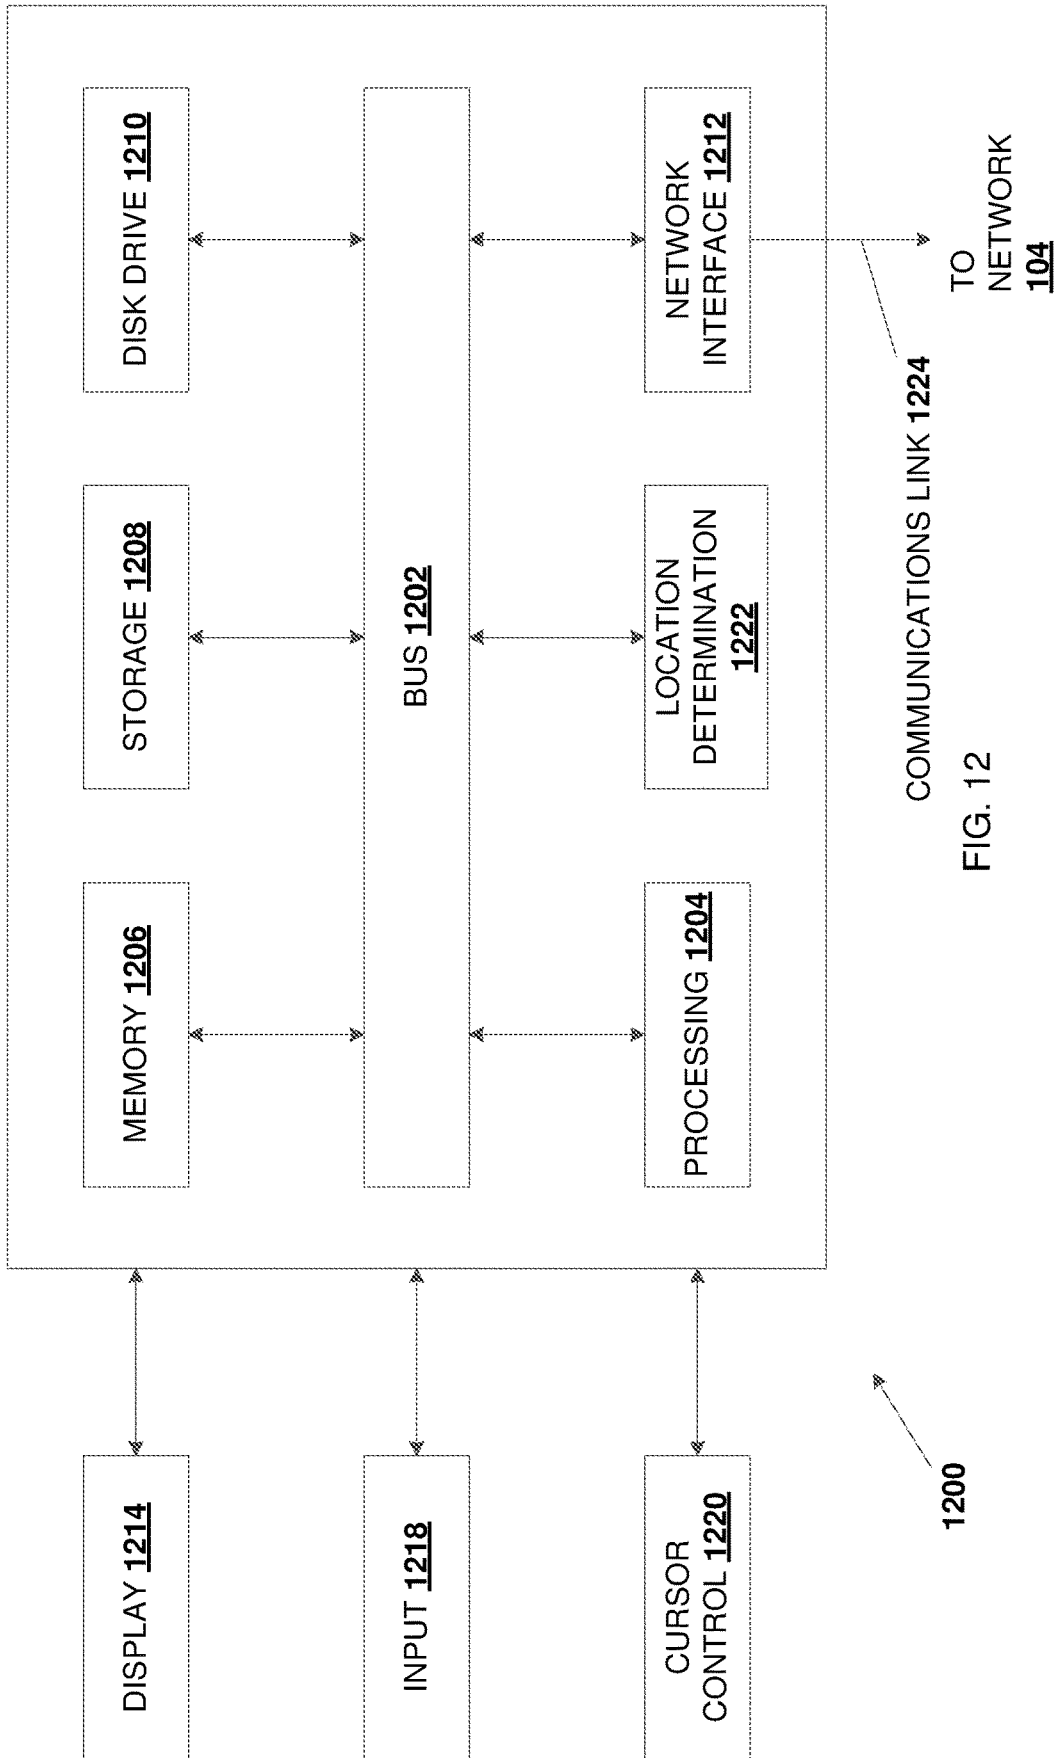 DISPLAY 1214
INPUT 1218
CURSOR
CONTROL 1220
MEMORY 1206
STORAGE 1208
DISK DRIVE 1210
BUS 1202
PROCESSING 1204
LOCATION
DETERMINATION
1222
NETWORK
INTERFACE 1212
1200
COMMUNICATIONS LINK 1224
TO
NETWORK
104
FIG. 12